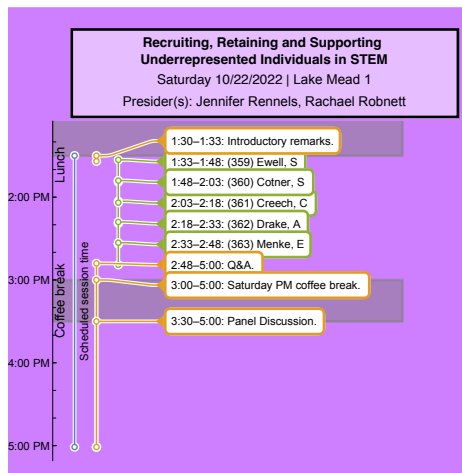 Recruiting, Retaining and Supporting
Underrepresented Individuals in STEM
Saturday 10/22/2022 | Lake Mead 1
Presider(s): Jennifer Rennels, Rachael Robnett
Lunch
1:30–1:33: Introductory remarks.
1:33–1:48: (359) Ewell, S
1:48–2:03: (360) Cotner, S
2:00 PM
2:03–2:18: (361) Creech, C
2:18–2:33: (362) Drake, A
2:33–2:48: (363) Menke, E
2:48–5:00: Q&A.
3:00 PM
3:00–5:00: Saturday PM coffee break.
Coffee break
Scheduled session time
3:30–5:00: Panel Discussion.
4:00 PM
5:00 PM